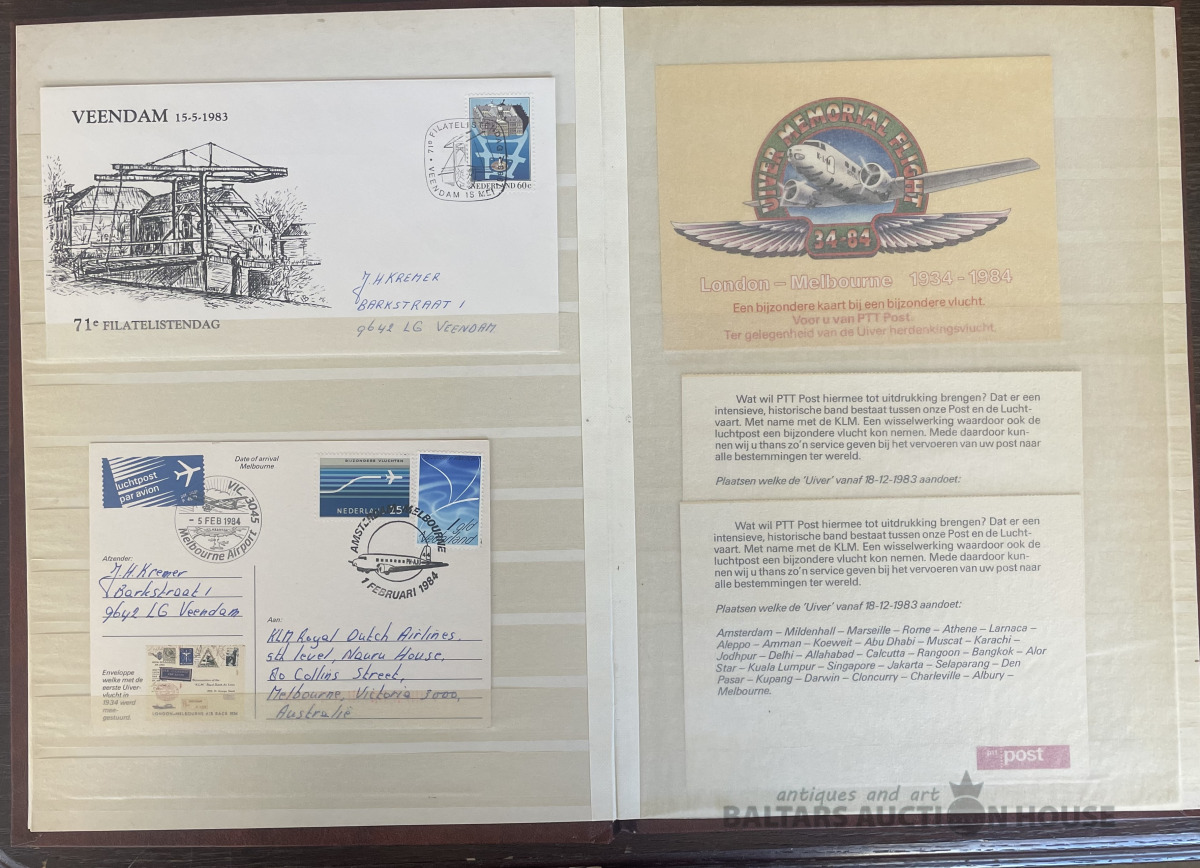 VEENDAM 15-5-1983
71e FILATELISTENDAG
VEENDAM 15 MEI
NEDERLAND 60c
J.H KREMER
BARKSTRAAT 1
9642 LG VEENDAM
71e FILATELISTENDAG
luchtpost
par avion
Date of arrival
Melbourne
VIC. 3045
- 5 FEB 1984
Melbourne Airport
BIJZONDERE VLUCHTEN
NEDERLAND 25
1 gld
Nederland
AMSTERDAM-MELBOURNE
1 FEBRUARI 1984
Afzender:
J.H. Kremer
Barkstraat 1
9642 LG Veendam
Aan:
KLM Royal Dutch Airlines.
5th level, Nauru House,
80 Collins Street,
Melbourne, Victoria 3000,
Australië
Enveloppe
welke met de
eerste Uiver-
vlucht in
1934 werd
mee-
gestuurd.
LONDON-MELBOURNE AIR RACE 1934
UIVER MEMORIAL FLIGHT
34-84
London – Melbourne 1934 - 1984
Een bijzondere kaart bij een bijzondere vlucht.
Voor u van PTT Post.
Ter gelegenheid van de Uiver herdenkingsvlucht.
Wat wil PTT Post hiermee tot uitdrukking brengen? Dat er een
intensieve, historische band bestaat tussen onze Post en de Lucht-
vaart. Met name met de KLM. Een wisselwerking waardoor ook de
luchtpost een bijzondere vlucht kon nemen. Mede daardoor kun-
nen wij u thans zo'n service geven bij het vervoeren van uw post naar
alle bestemmingen ter wereld.
Plaatsen welke de 'Uiver' vanaf 18-12-1983 aandoet:
Wat wil PTT Post hiermee tot uitdrukking brengen? Dat er een
intensieve, historische band bestaat tussen onze Post en de Lucht-
vaart. Met name met de KLM. Een wisselwerking waardoor ook de
luchtpost een bijzondere vlucht kon nemen. Mede daardoor kun-
nen wij u thans zo'n service geven bij het vervoeren van uw post naar
alle bestemmingen ter wereld.
Plaatsen welke de 'Uiver' vanaf 18-12-1983 aandoet:
Amsterdam – Mildenhall – Marseille – Rome – Athene – Larnaca –
Aleppo – Amman – Koeweit – Abu Dhabi – Muscat – Karachi –
Jodhpur – Delhi – Allahabad – Calcutta – Rangoon – Bangkok – Alor
Star – Kuala Lumpur – Singapore – Jakarta – Selaparang – Den
Pasar – Kupang – Darwin – Cloncurry – Charleville – Albury –
Melbourne.
ptt post
antiques and art
BALTARS AUCTION HOUSE